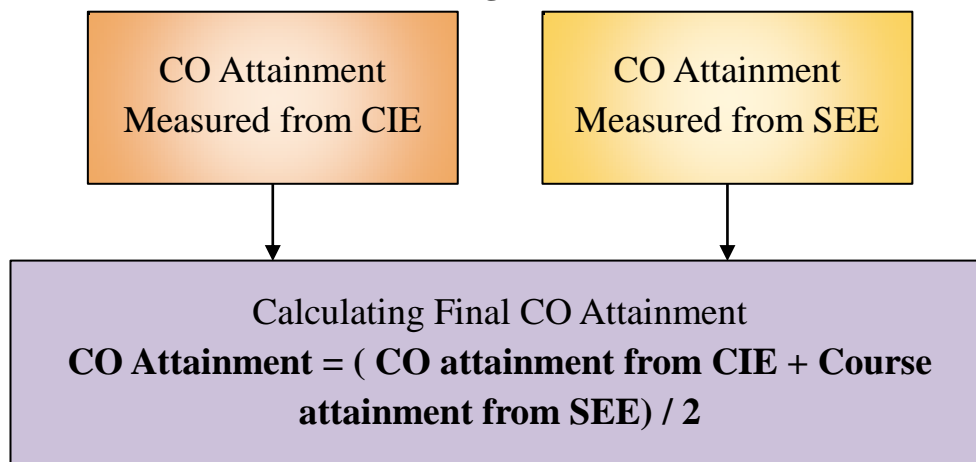 CO Attainment
Measured from CIE
CO Attainment
Measured from SEE
Calculating Final CO Attainment
CO Attainment = ( CO attainment from CIE + Course
attainment from SEE) / 2